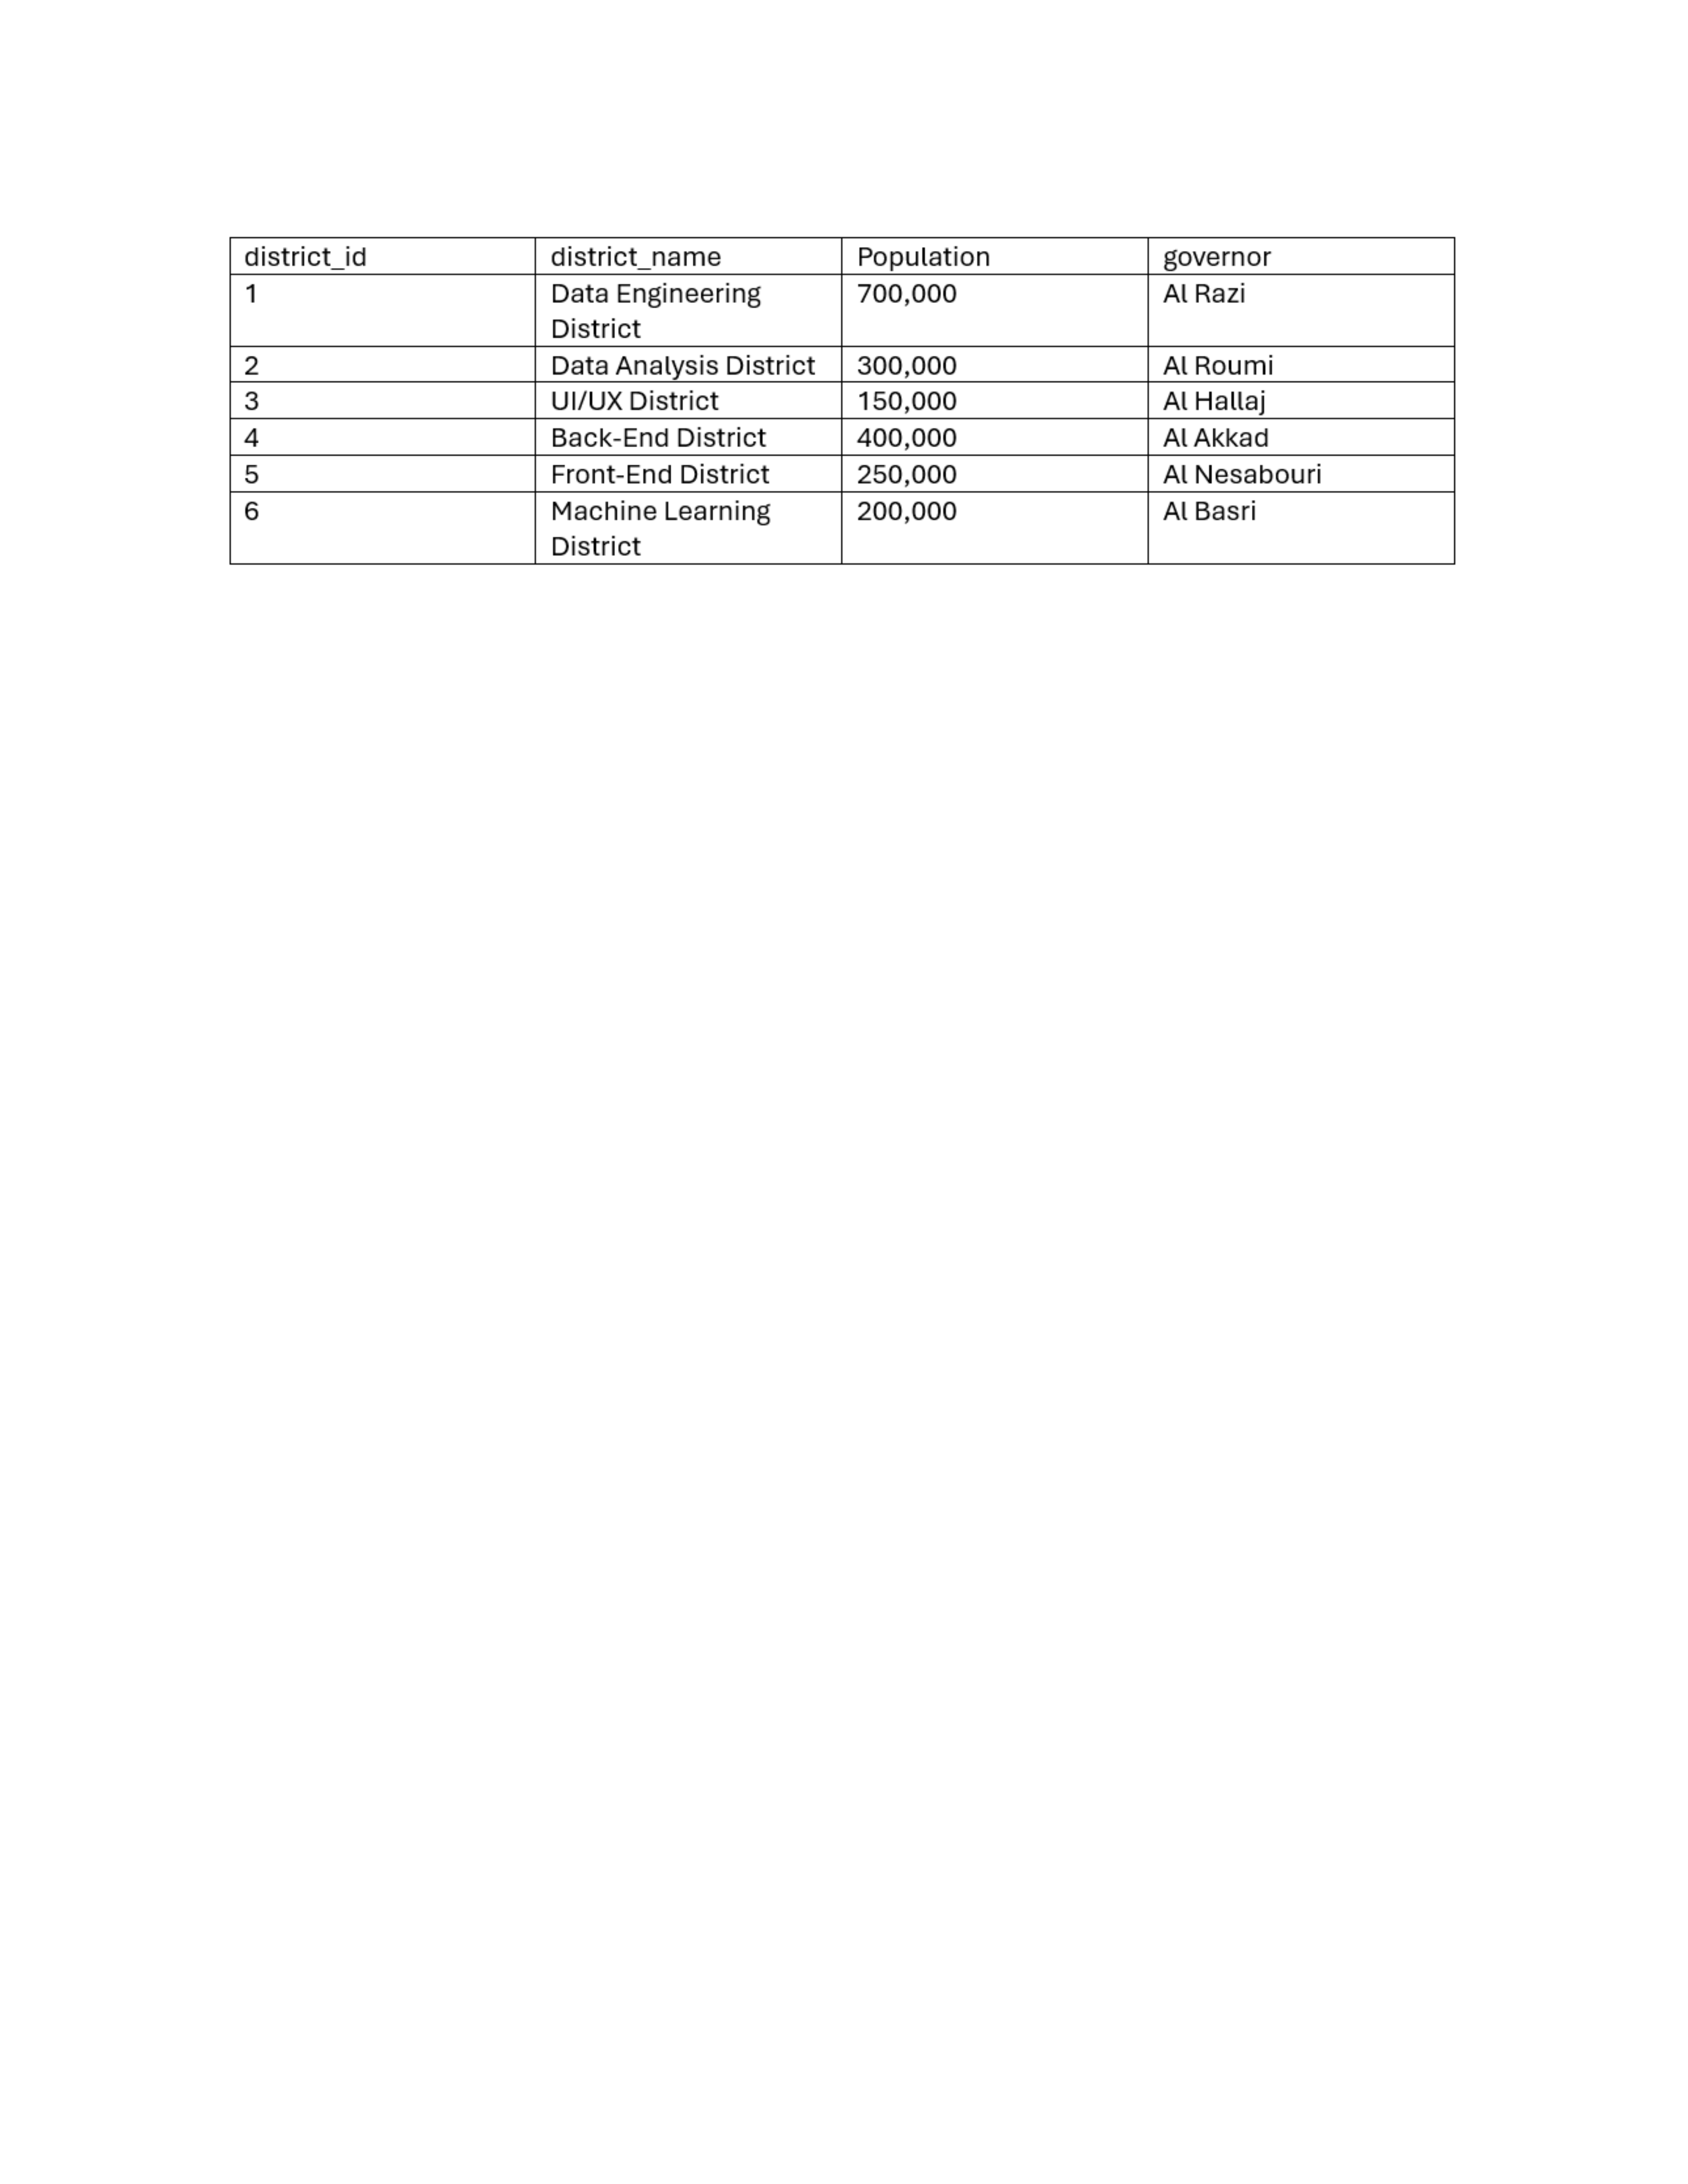 district_id district_name Population governor
1 Data Engineering 700,000 Al Razi
District
2 Data Analysis District 300,000 Al Roumi
3 UI/UX District 150,000 Al Hallaj
4 Back-End District 400,000 Al Akkad
5 Front-End District 250,000 Al Nesabouri
6 Machine Learning 200,000 Al Basri
District